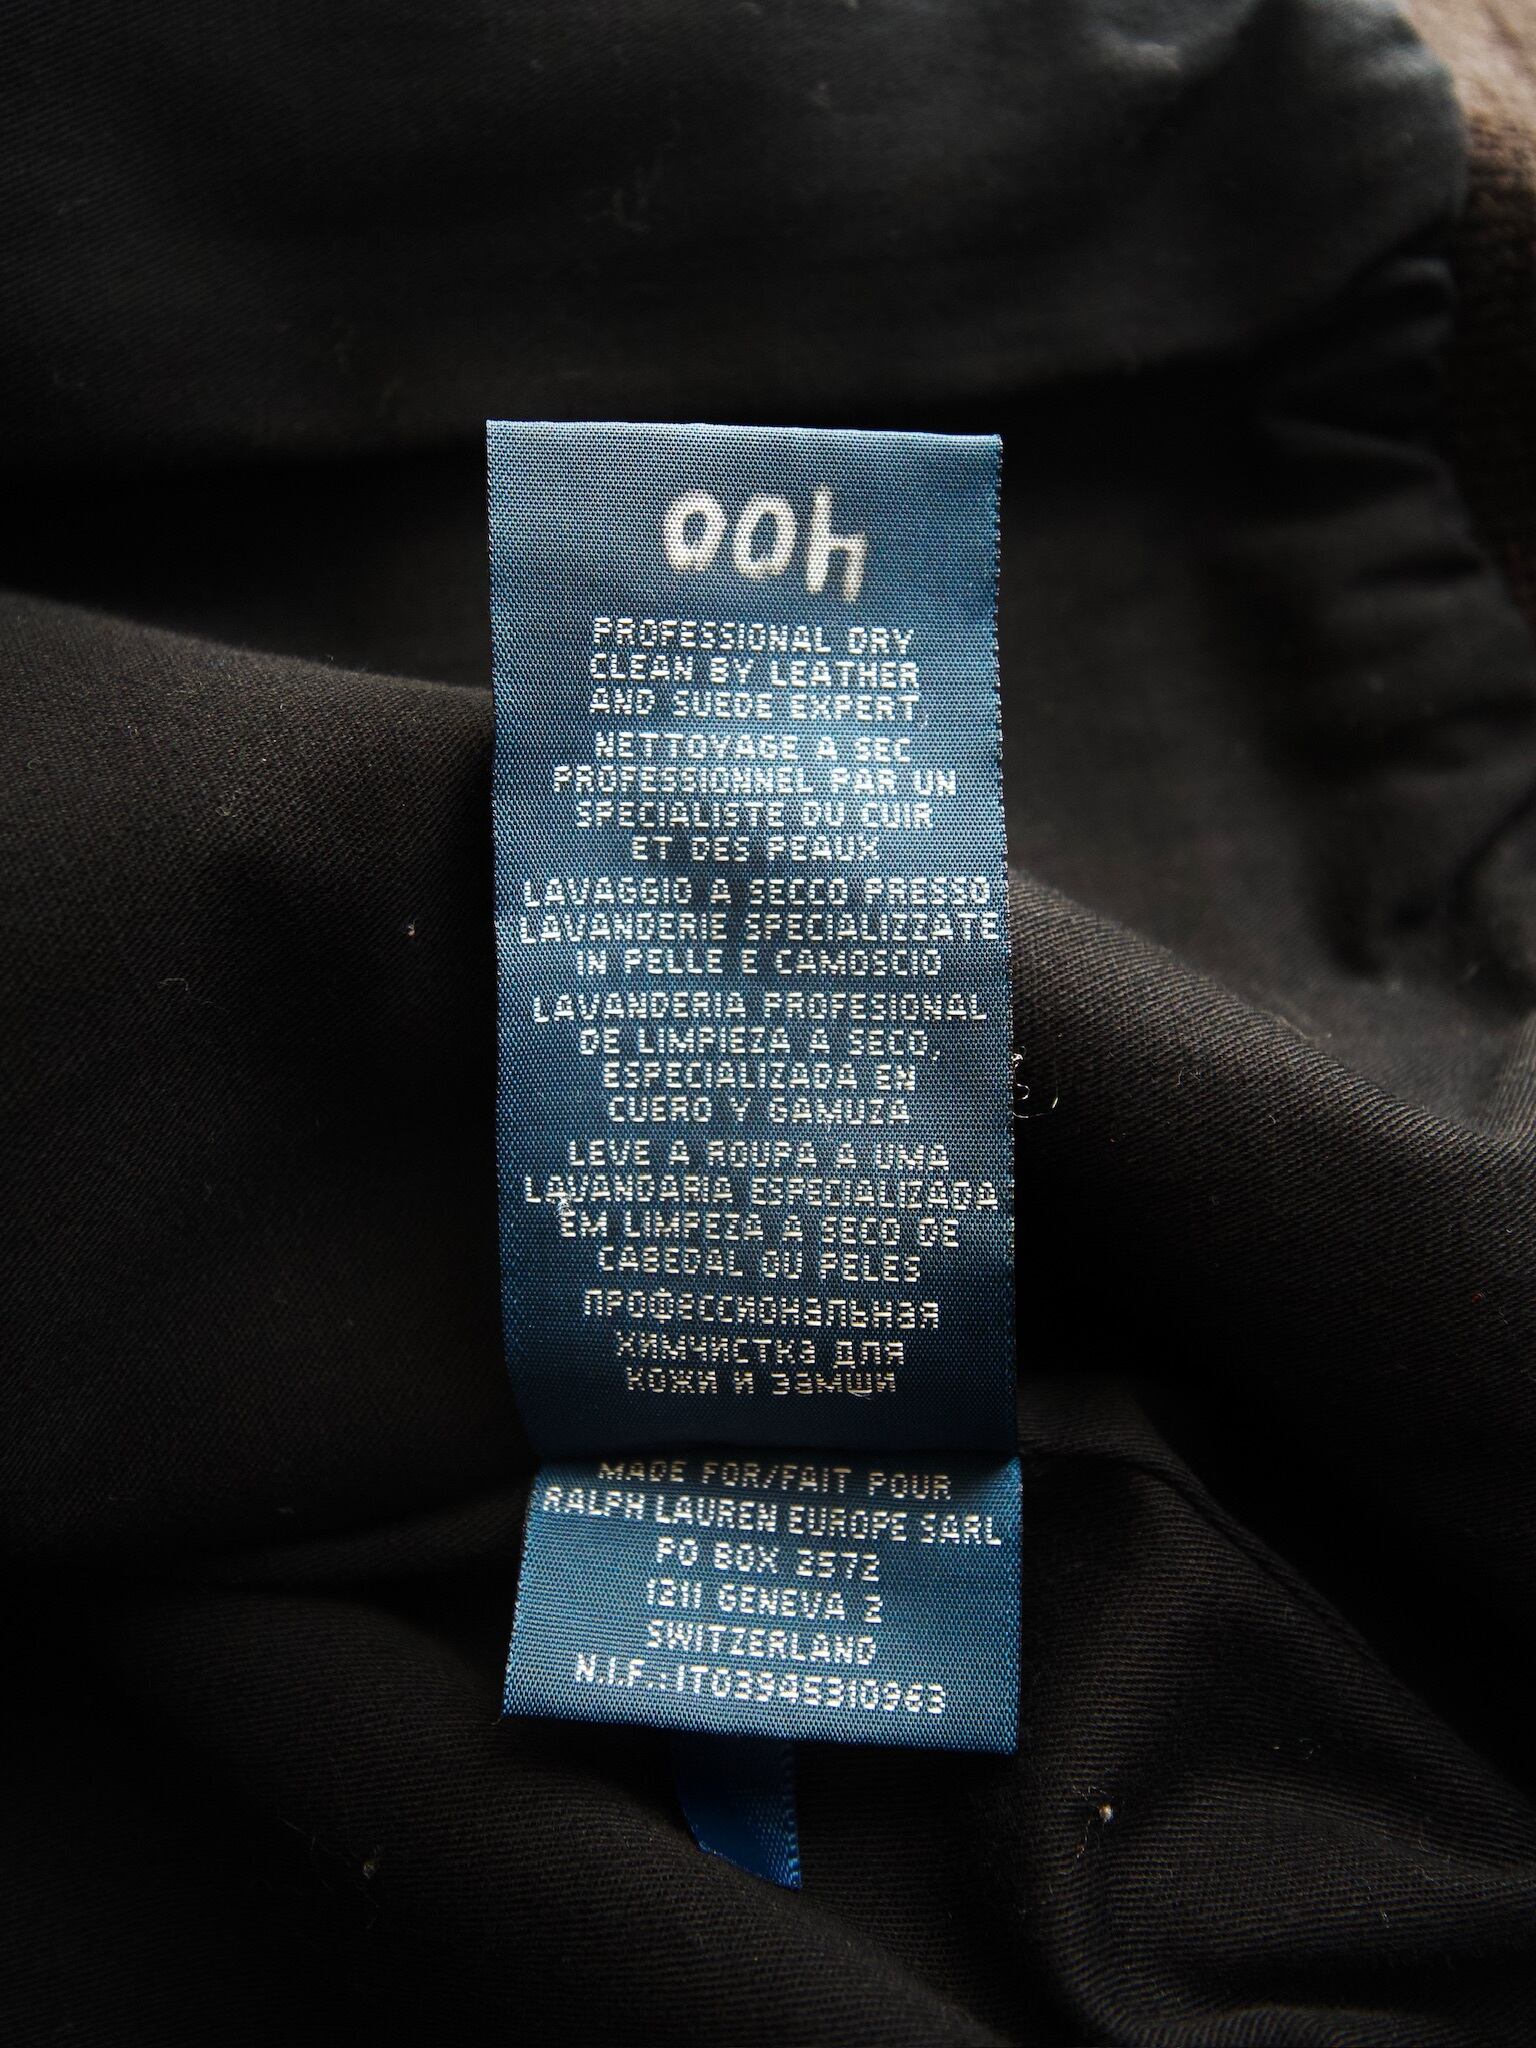 400
PROFESSIONAL DRY
CLEAN BY LEATHER
AND SUEDE EXPERT
NETTOYAGE A SEC
PROFESSIONNEL PAR UN
SPECIALISTE DU CUIR
ET DES PEAUX
LAVAGGIO A SECCO PRESSO
LAVANDERIE SPECIALIZZATE
IN PELLE E CAMOSCIO
LAVANDERIA PROFESIONAL
DE LIMPIEZA A SECO,
ESPECIALIZADA EN
CUERO Y GAMUZA
LEVE A ROUPA A UMA
LAVANDARIA ESPECIALIZADA
EM LIMPEZA A SECO DE
CABEDAL OU PELES
ПРОФЕССИОНАЛЬНАЯ
ХИМЧИСТКА ДЛЯ
КОЖИ И ЗАМШИ
MADE FOR/FAIT POUR
RALPH LAUREN EUROPE SARL
PO BOX 2572
1211 GENEVA 2
SWITZERLAND
N.I.F.:IT03945310963